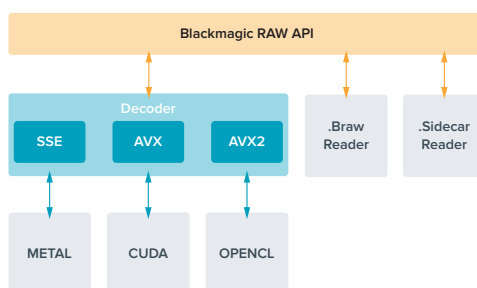 Blackmagic RAW API
Decoder
SSE
AVX
AVX2
.Braw
Reader
.Sidecar
Reader
METAL
CUDA
OPENCL